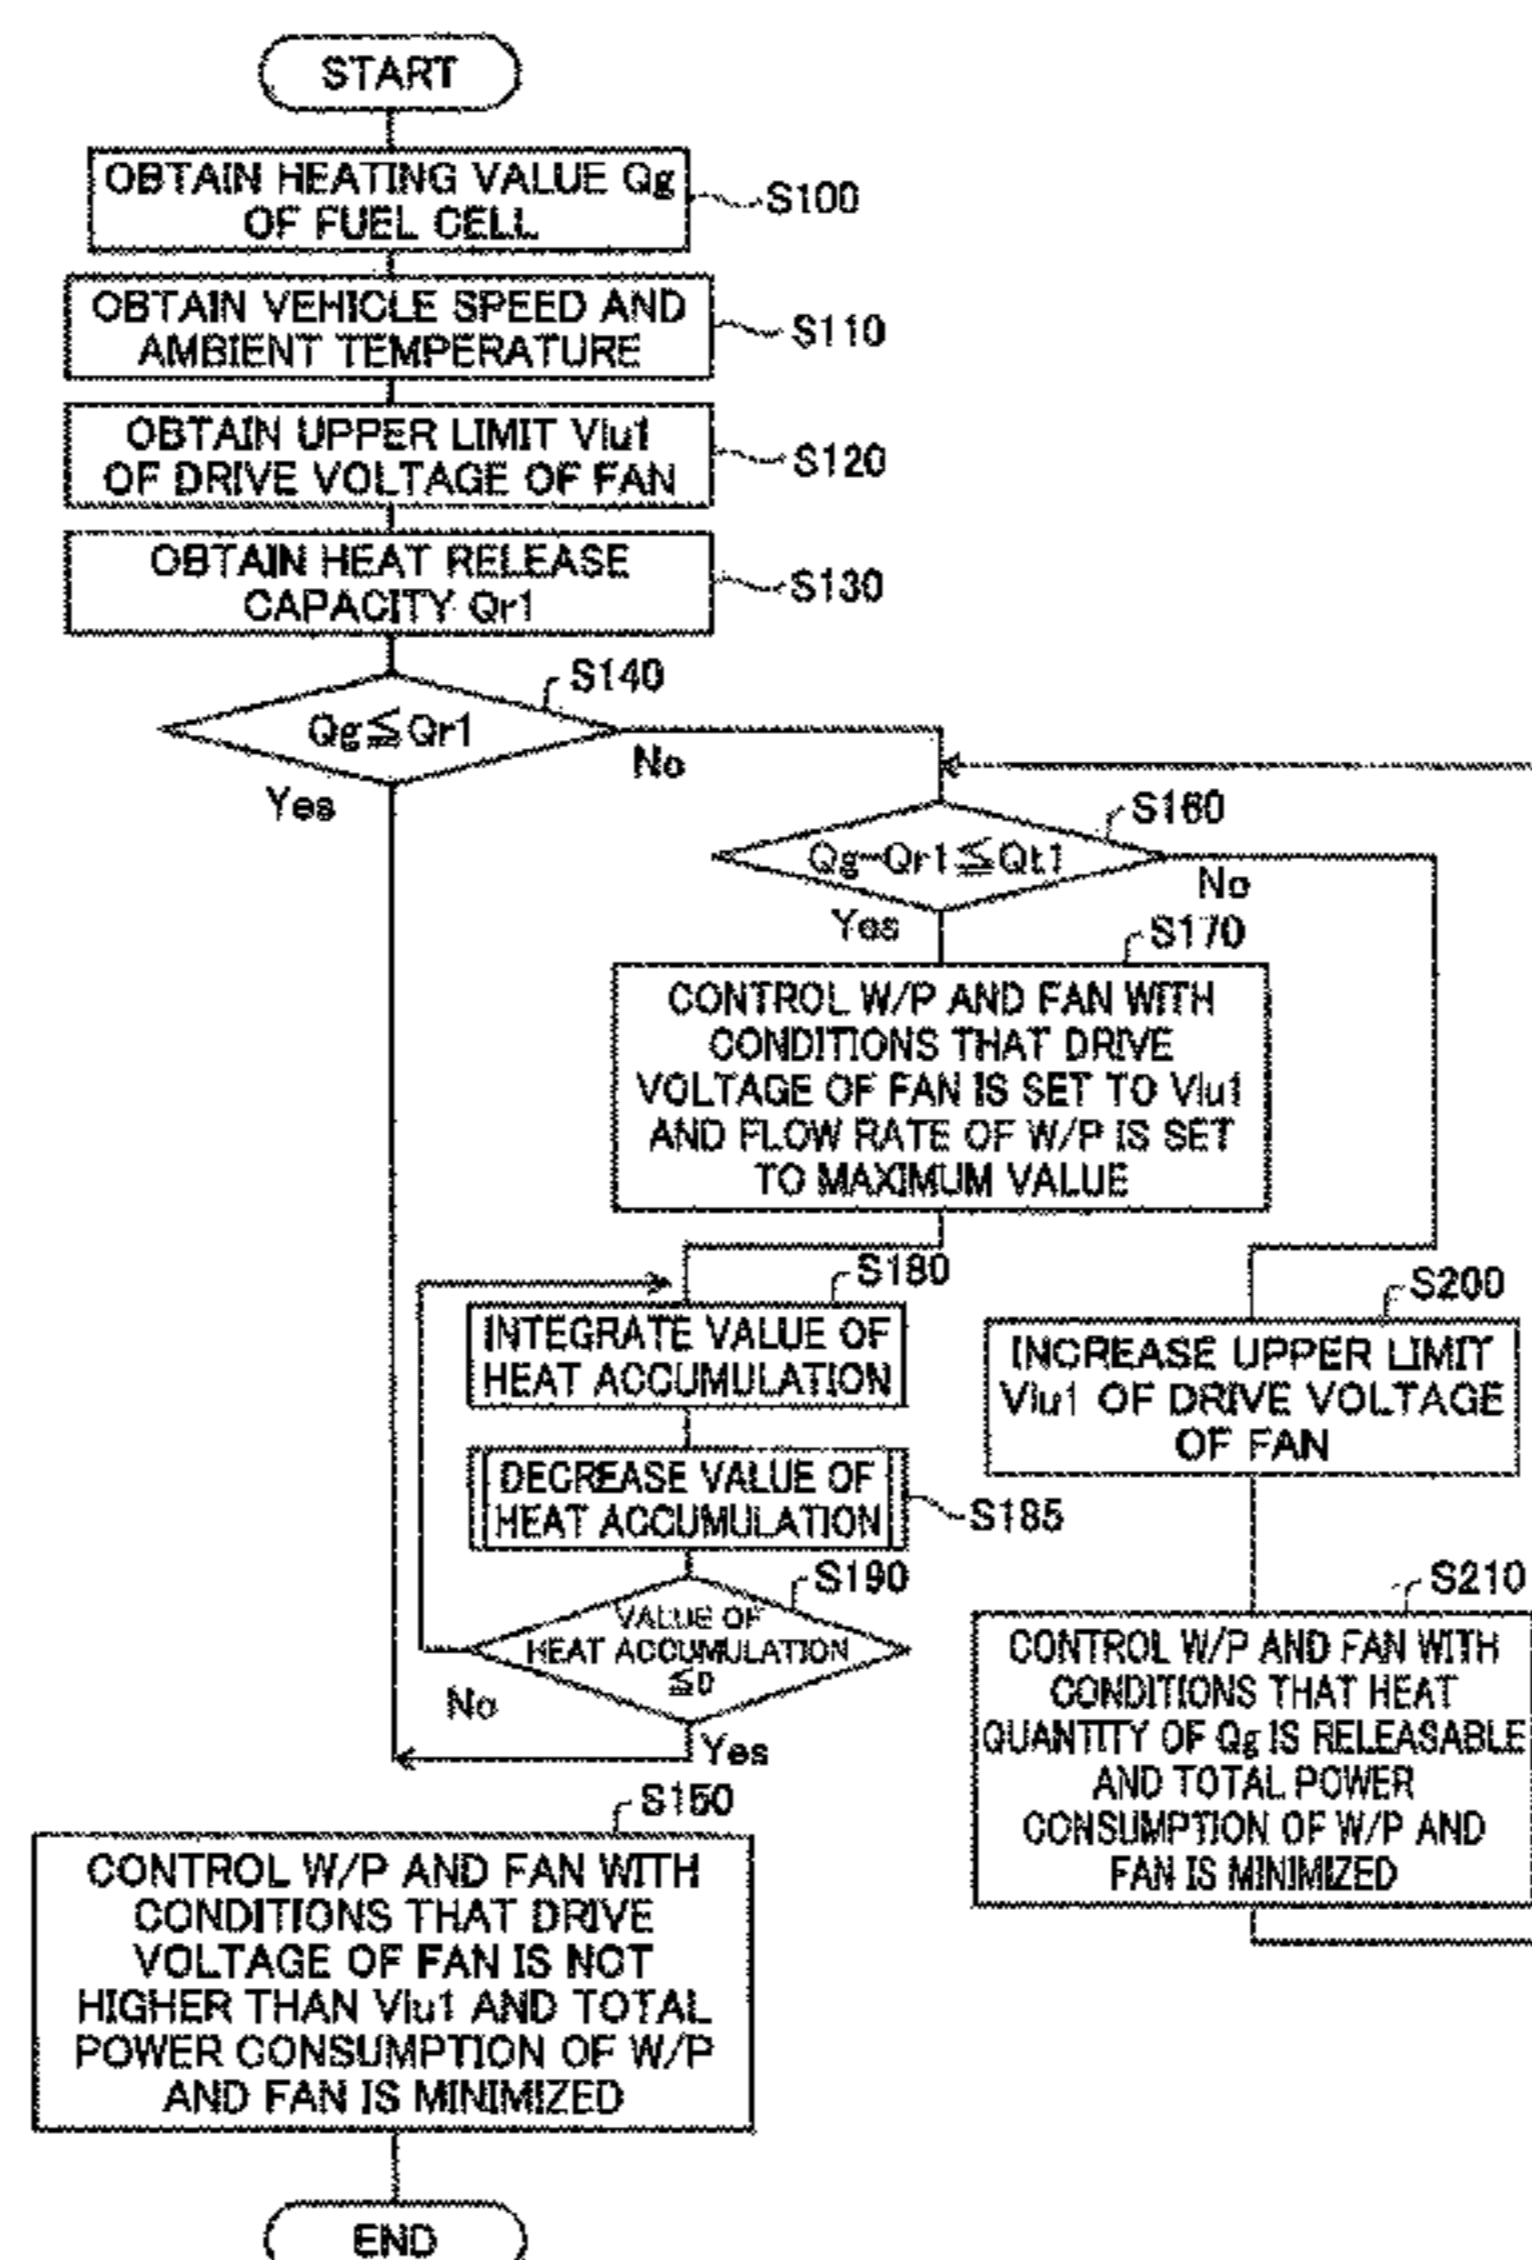 START
OBTAIN HEATING VALUE Qg
OF FUEL CELL
S100
OBTAIN VEHICLE SPEED AND
AMBIENT TEMPERATURE
S110
OBTAIN UPPER LIMIT Vlu1
OF DRIVE VOLTAGE OF FAN
S120
OBTAIN HEAT RELEASE
CAPACITY Qr1
S130
S140
Qg≦Qr1
No
Yes
S160
Qg-Qr1≦Qt1
No
Yes
S170
CONTROL W/P AND FAN WITH
CONDITIONS THAT DRIVE
VOLTAGE OF FAN IS SET TO Vlu1
AND FLOW RATE OF W/P IS SET
TO MAXIMUM VALUE
S180
INTEGRATE VALUE OF
HEAT ACCUMULATION
DECREASE VALUE OF
HEAT ACCUMULATION
S185
S190
VALUE OF
HEAT ACCUMULATION
≦0
No
Yes
S200
INCREASE UPPER LIMIT
Vlu1 OF DRIVE VOLTAGE
OF FAN
S210
CONTROL W/P AND FAN WITH
CONDITIONS THAT HEAT
QUANTITY OF Qg IS RELEASABLE
AND TOTAL POWER
CONSUMPTION OF W/P AND
FAN IS MINIMIZED
S150
CONTROL W/P AND FAN WITH
CONDITIONS THAT DRIVE
VOLTAGE OF FAN IS NOT
HIGHER THAN Vlu1 AND TOTAL
POWER CONSUMPTION OF W/P
AND FAN IS MINIMIZED
END